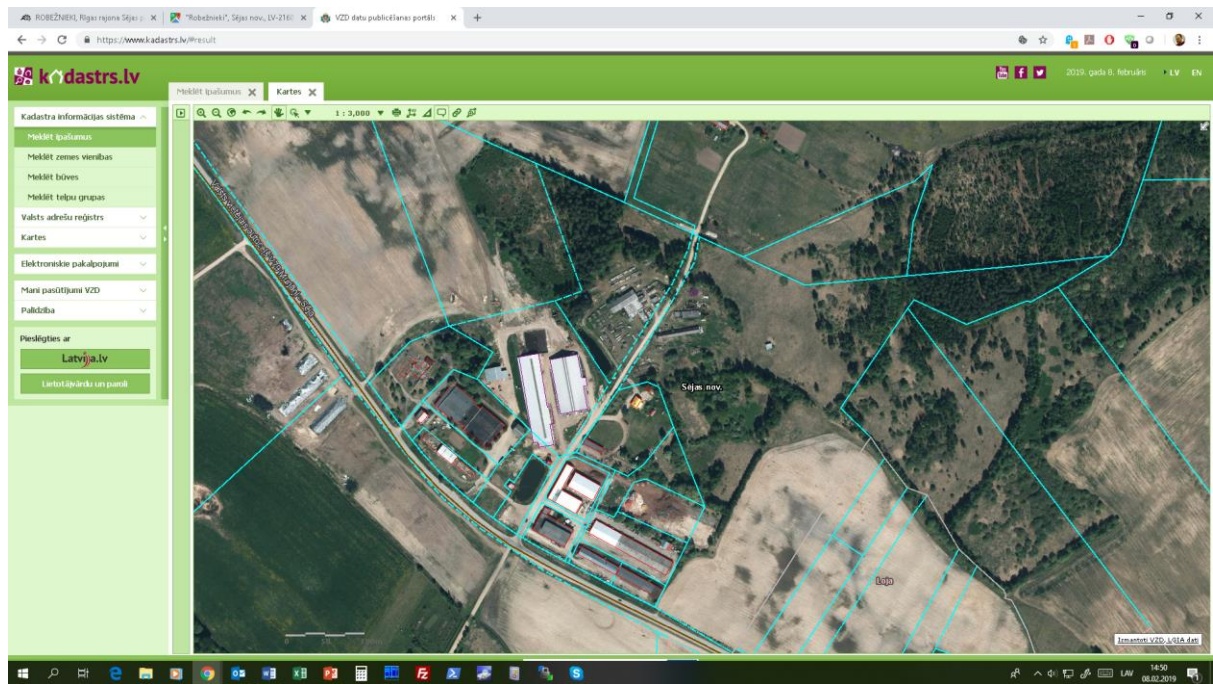 ROBEŽNIEKI, Rīgas rajona Sējas p
"Robežnieki", Sējas nov., LV-216
VZD datu publicēšanas portāls
https://www.kadastrs.lv/#result
kadastrs.lv
Meklēt īpašumus
Kartes
2019. gada 8. februāris
LV EN
1 : 3,000
Kadastra informācijas sistēma
Meklēt īpašumus
Meklēt zemes vienības
Meklēt būves
Meklēt telpu grupas
Valsts adrešu reģistrs
Kartes
Elektroniskie pakalpojumi
Mani pasūtījumi VZD
Palīdzība
Pieslēgties ar
Latvija.lv
Lietotājvārdu un paroli
Sējas nov.
Loja
Izmantoti VZD, LĢIA dati
LAV
14:50
08.02.2019